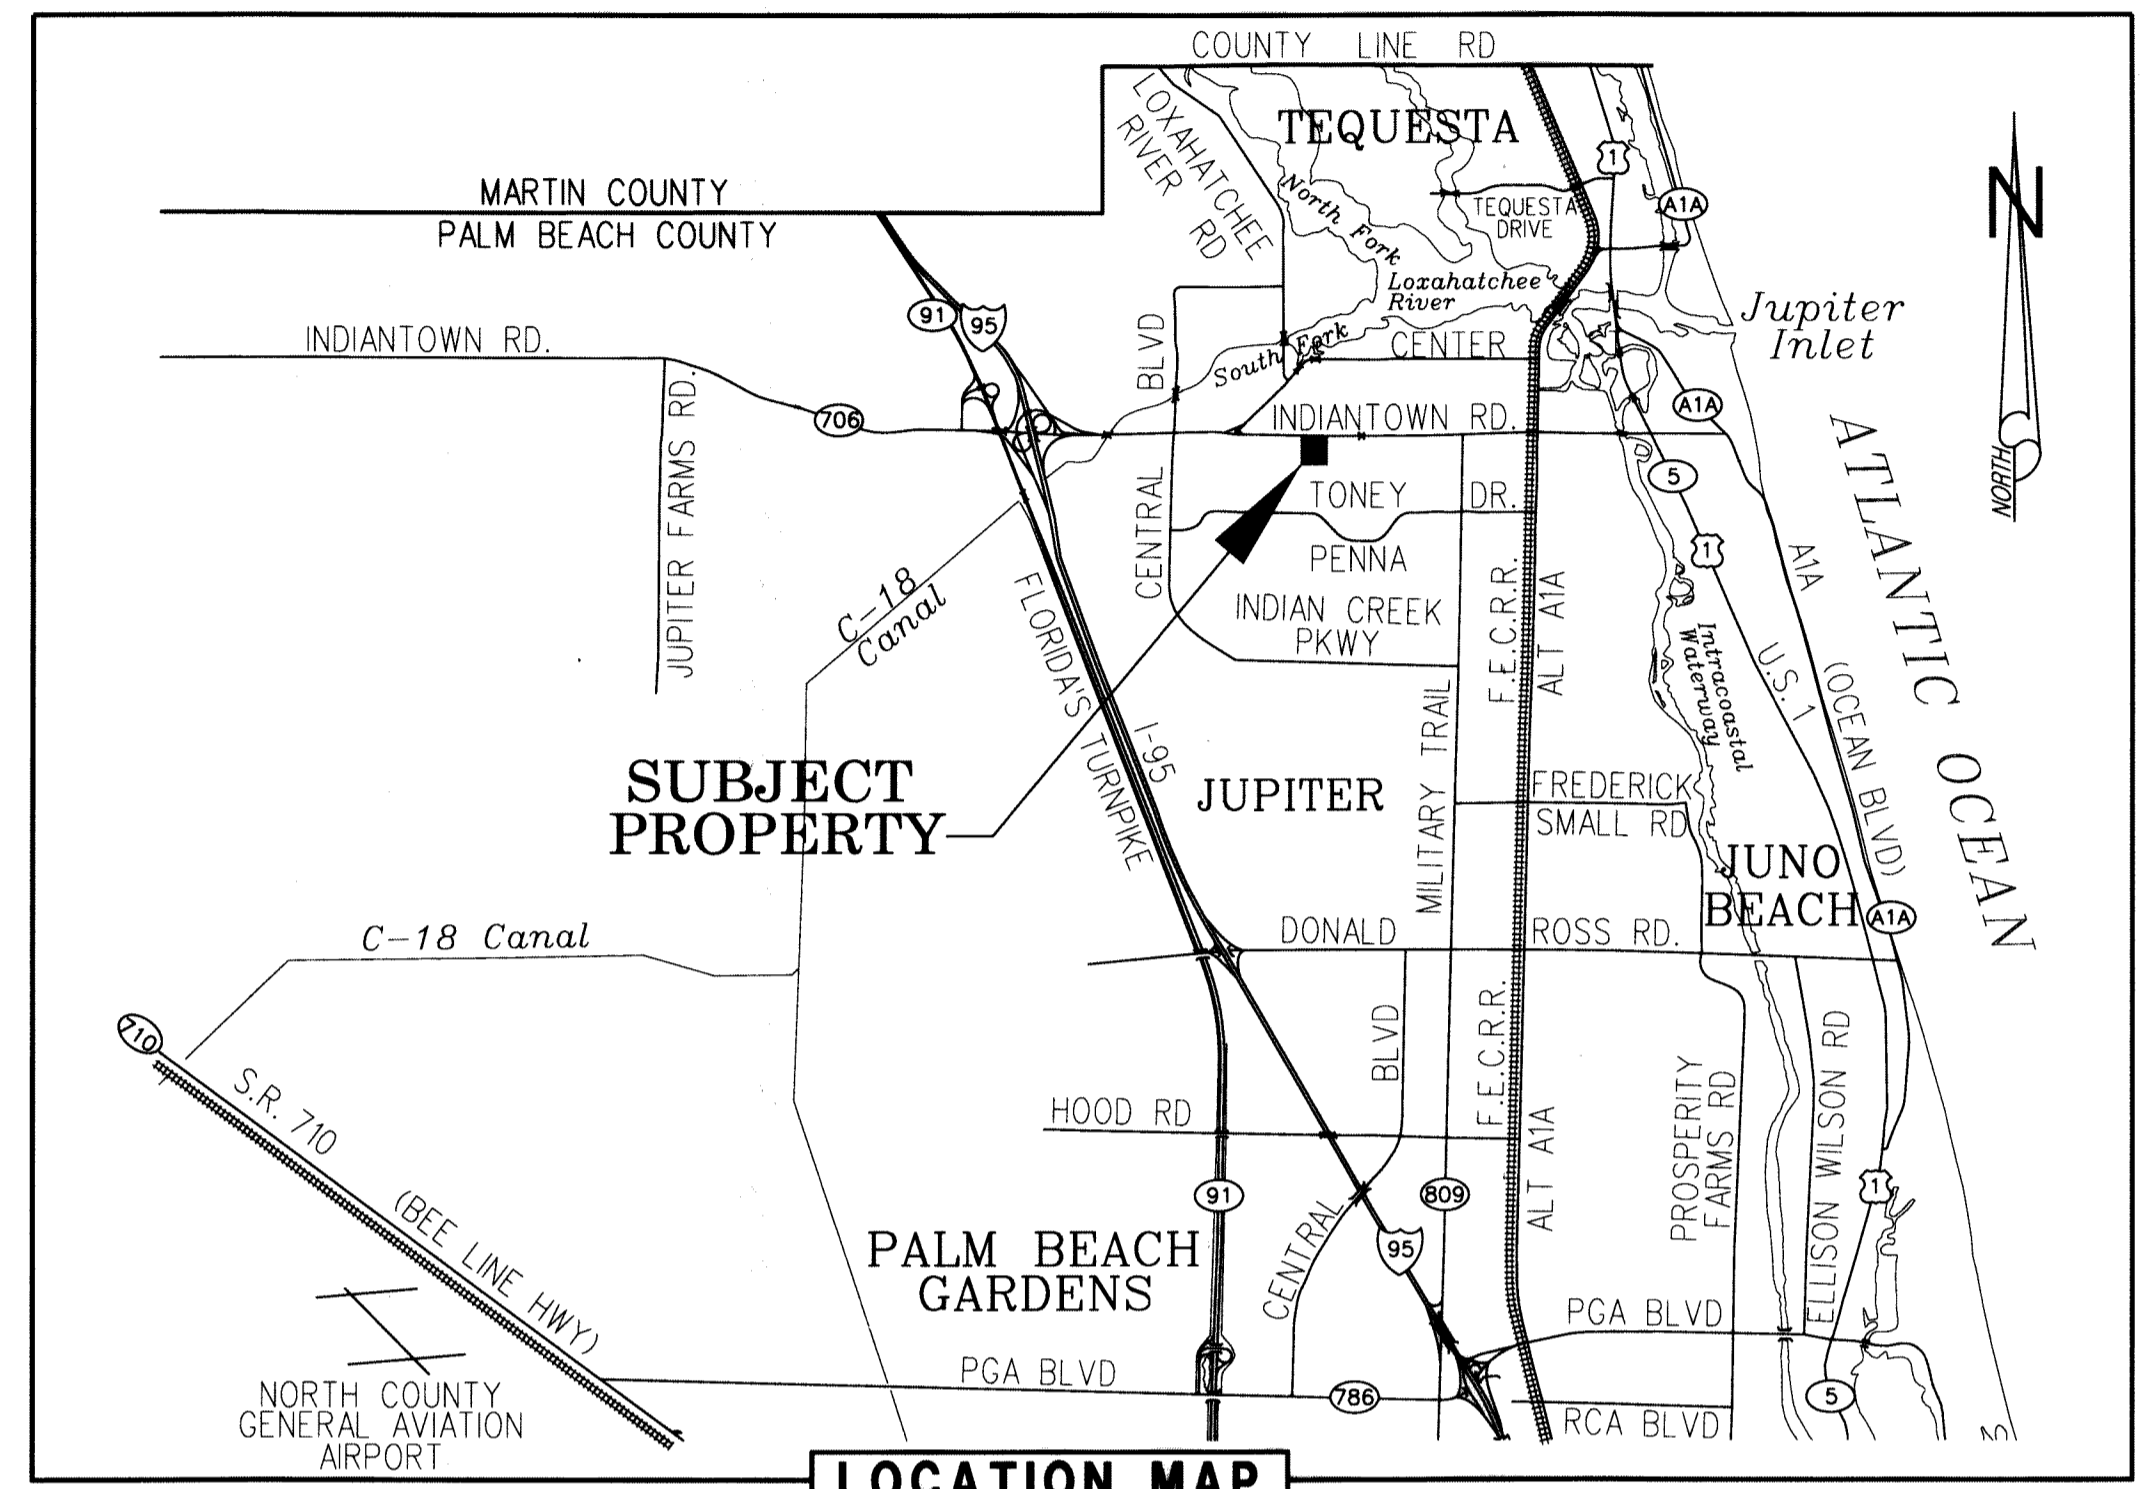 COUNTY LINE RD
LOXAHATCHEE
RIVER RD
TEQUESTA
1
MARTIN COUNTY
PALM BEACH COUNTY
North Fork
TEQUESTA
DRIVE
A1A
Loxahatchee
River
Jupiter
Inlet
N
NORTH
91
95
INDIANTOWN RD.
JUPITER FARMS RD.
706
CENTRAL BLVD
South Fork
CENTER
INDIANTOWN RD.
A1A
5
TONEY
PENNA
DR.
1
A1A
(OCEAN BLVD)
ATLANTIC OCEAN
C-18
Canal
FLORIDA'S TURNPIKE
I-95
INDIAN CREEK
PKWY
F.E.C.R.R.
ALT A1A
Intracoastal
Waterway
U.S. 1
MILITARY TRAIL
SUBJECT
PROPERTY
JUPITER
FREDERICK
SMALL RD
JUNO
BEACH
A1A
C-18 Canal
DONALD ROSS RD.
710
S.R. 710
(BEE LINE HWY)
HOOD RD
CENTRAL BLVD
F.E.C.R.R.
ALT A1A
PROSPERITY
FARMS RD
ELLISON WILSON RD
91
809
1
95
PALM BEACH
GARDENS
PGA BLVD
PGA BLVD
786
5
RCA BLVD
NORTH COUNTY
GENERAL AVIATION
AIRPORT
LOCATION MAP